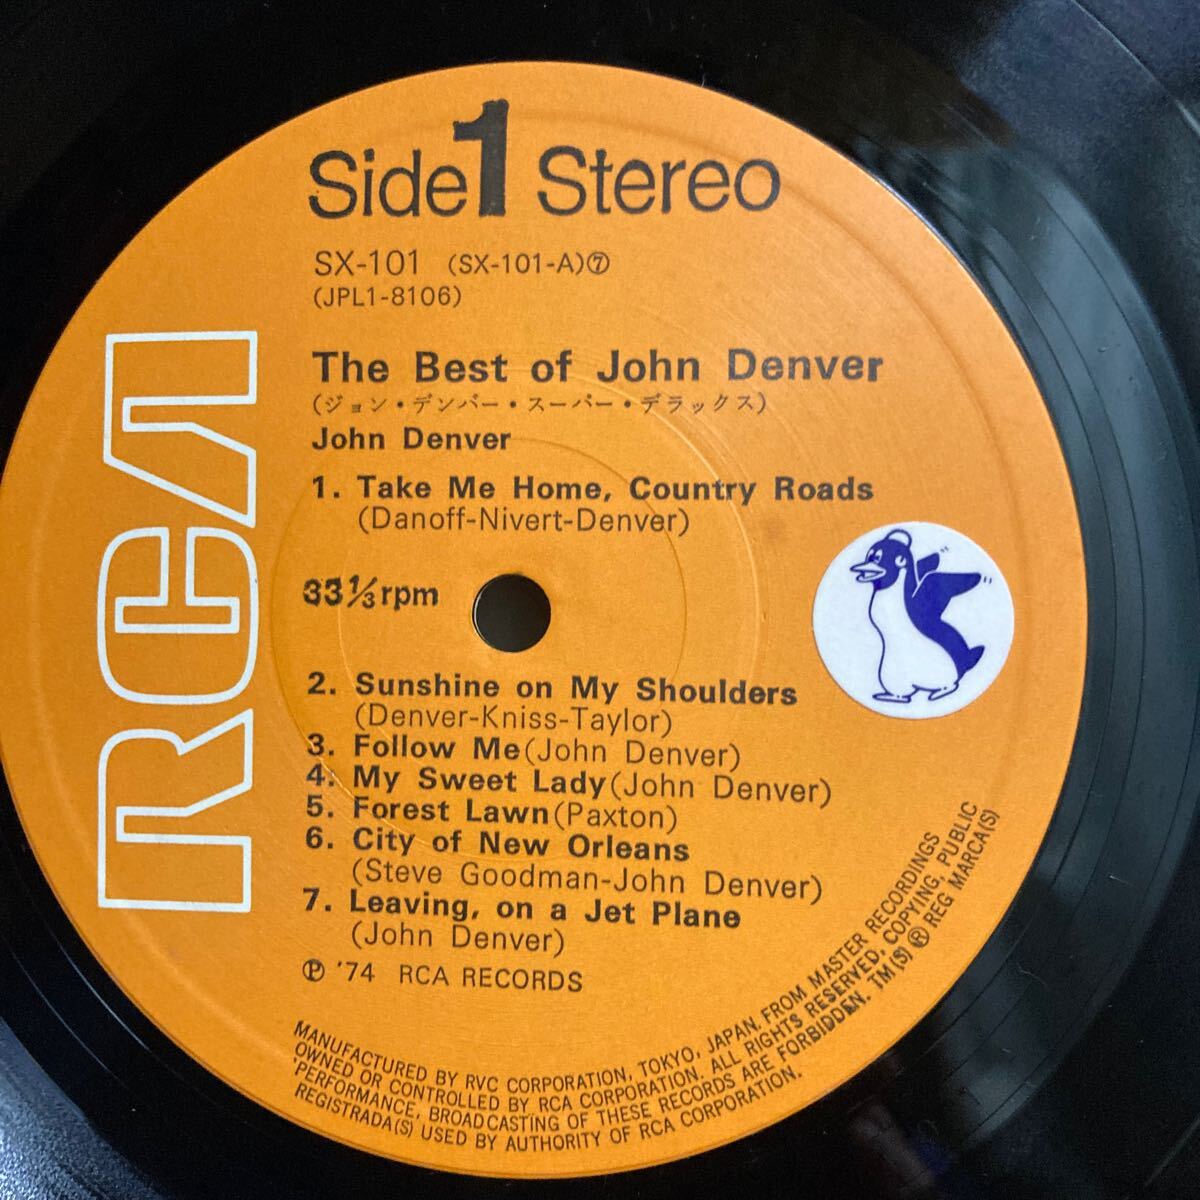 Side 1 Stereo
SX-101 (SX-101-A)⑦
(JPL1-8106)
The Best of John Denver
(ジョン・デンバー・スーパー・デラックス)
John Denver
1. Take Me Home, Country Roads
(Danoff-Nivert-Denver)
33⅓rpm
2. Sunshine on My Shoulders
(Denver-Kniss-Taylor)
3. Follow Me(John Denver)
4. My Sweet Lady(John Denver)
5. Forest Lawn(Paxton)
6. City of New Orleans
(Steve Goodman-John Denver)
7. Leaving, on a Jet Plane
(John Denver)
Ⓟ '74 RCA RECORDS
RCA
MANUFACTURED BY RVC CORPORATION, TOKYO, JAPAN. FROM MASTER RECORDINGS
OWNED OR CONTROLLED BY RCA CORPORATION. ALL RIGHTS RESERVED, COPYING, PUBLIC
'PERFORMANCE, BROADCASTING OF THESE RECORDS ARE FORBIDDEN. TM(S) ® REG MARCA(S)
REGISTRADA(S) USED BY AUTHORITY OF RCA CORPORATION.